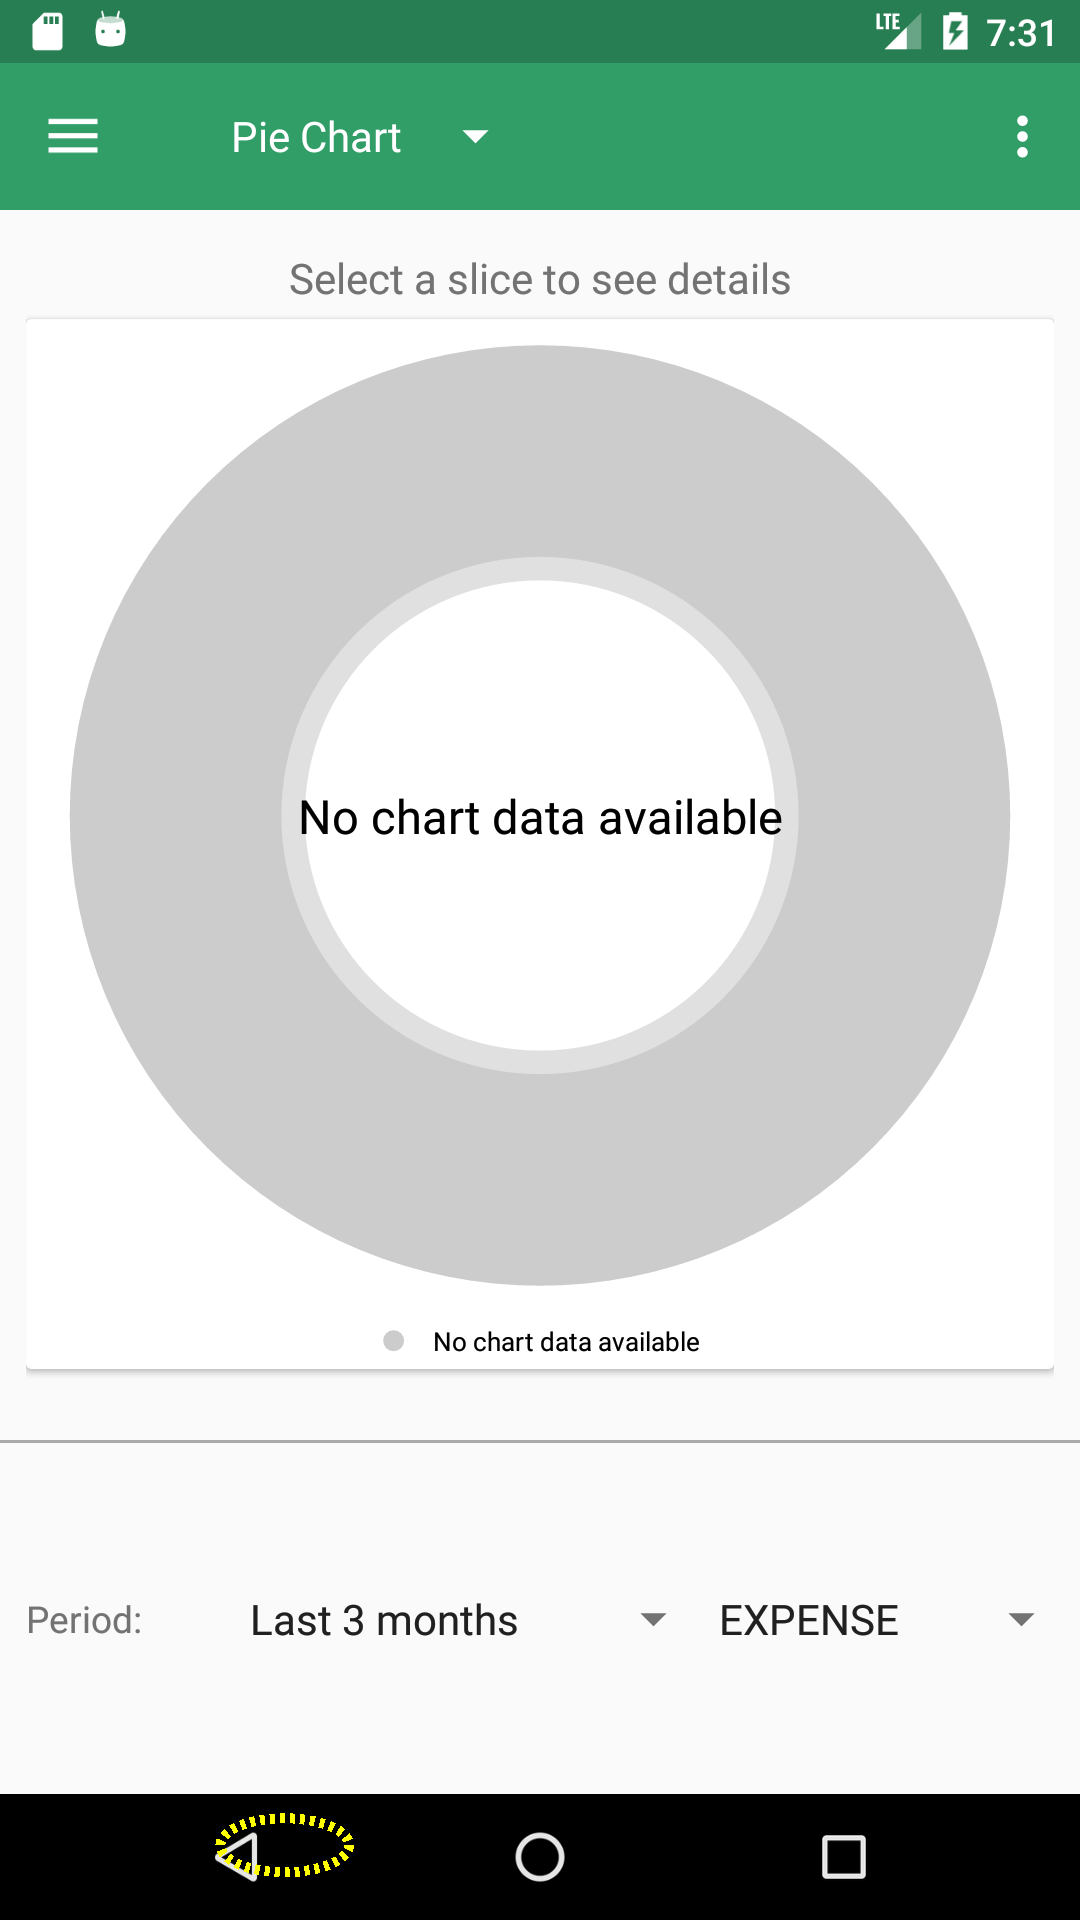 LTE 7:31
Pie Chart
Select a slice to see details
No chart data available
No chart data available
Period: Last 3 months EXPENSE